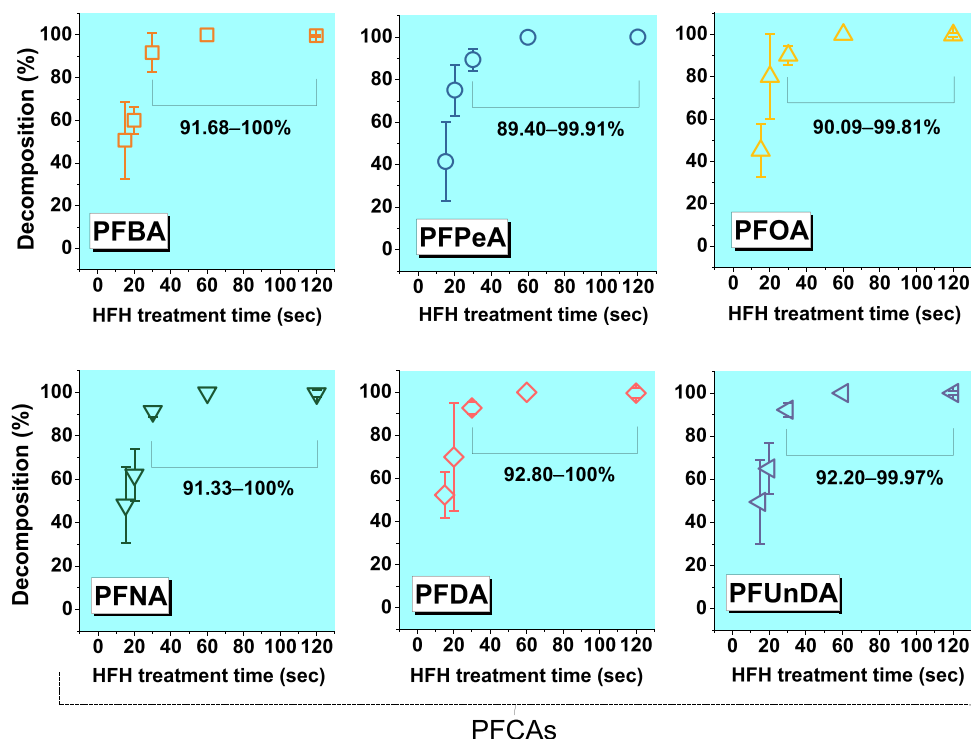 Decomposition (%)
100
80
60
40
20
0
91.68–100%
PFBA
0 20 40 60 80 100 120
HFH treatment time (sec)
100
80
60
40
20
0
89.40–99.91%
PFPeA
0 20 40 60 80 100 120
HFH treatment time (sec)
100
80
60
40
20
0
90.09–99.81%
PFOA
0 20 40 60 80 100 120
HFH treatment time (sec)
Decomposition (%)
100
80
60
40
20
0
91.33–100%
PFNA
0 20 40 60 80 100 120
HFH treatment time (sec)
100
80
60
40
20
0
92.80–100%
PFDA
0 20 40 60 80 100 120
HFH treatment time (sec)
100
80
60
40
20
0
92.20–99.97%
PFUnDA
0 20 40 60 80 100 120
HFH treatment time (sec)
PFCAs